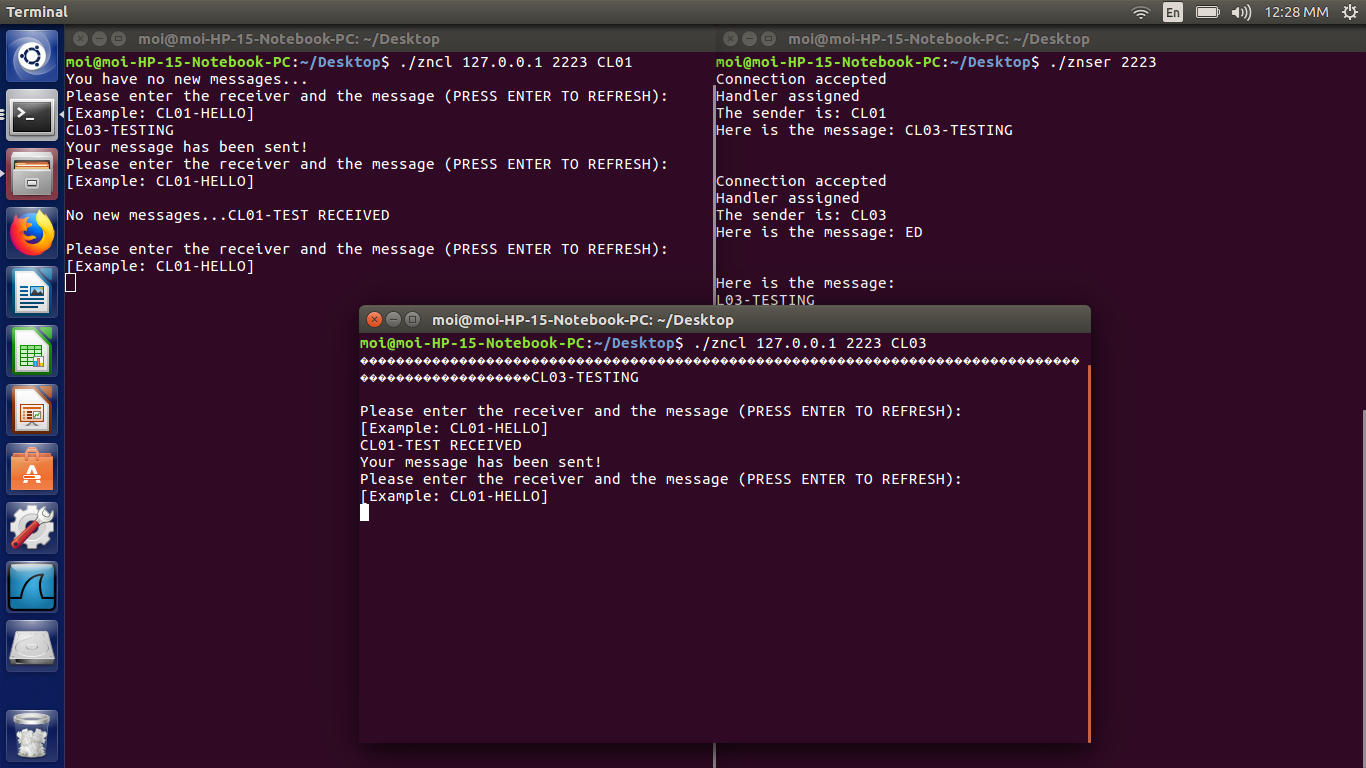 Terminal
En
12:28 MM
moi@moi-HP-15-Notebook-PC: ~/Desktop
moi@moi-HP-15-Notebook-PC:~/Desktop$ ./zncl 127.0.0.1 2223 CL01
You have no new messages...
Please enter the receiver and the message (PRESS ENTER TO REFRESH):
[Example: CL01-HELLO]
CL03-TESTING
Your message has been sent!
Please enter the receiver and the message (PRESS ENTER TO REFRESH):
[Example: CL01-HELLO]
No new messages...CL01-TEST RECEIVED
Please enter the receiver and the message (PRESS ENTER TO REFRESH):
[Example: CL01-HELLO]
moi@moi-HP-15-Notebook-PC: ~/Desktop
moi@moi-HP-15-Notebook-PC:~/Desktop$ ./znser 2223
Connection accepted
Handler assigned
The sender is: CL01
Here is the message: CL03-TESTING
Connection accepted
Handler assigned
The sender is: CL03
Here is the message: ED
Here is the message:
L03-TESTING
moi@moi-HP-15-Notebook-PC: ~/Desktop
moi@moi-HP-15-Notebook-PC:~/Desktop$ ./zncl 127.0.0.1 2223 CL03
CL03-TESTING
Please enter the receiver and the message (PRESS ENTER TO REFRESH):
[Example: CL01-HELLO]
CL01-TEST RECEIVED
Your message has been sent!
Please enter the receiver and the message (PRESS ENTER TO REFRESH):
[Example: CL01-HELLO]